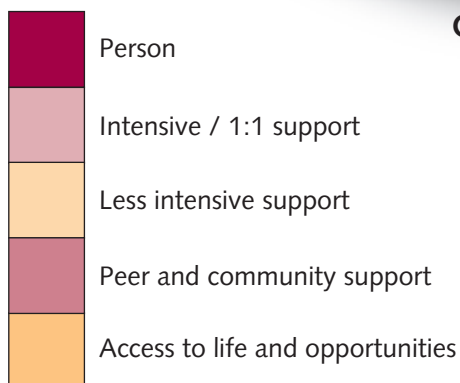 Person
Intensive / 1:1 support
Less intensive support
Peer and community support
Access to life and opportunities